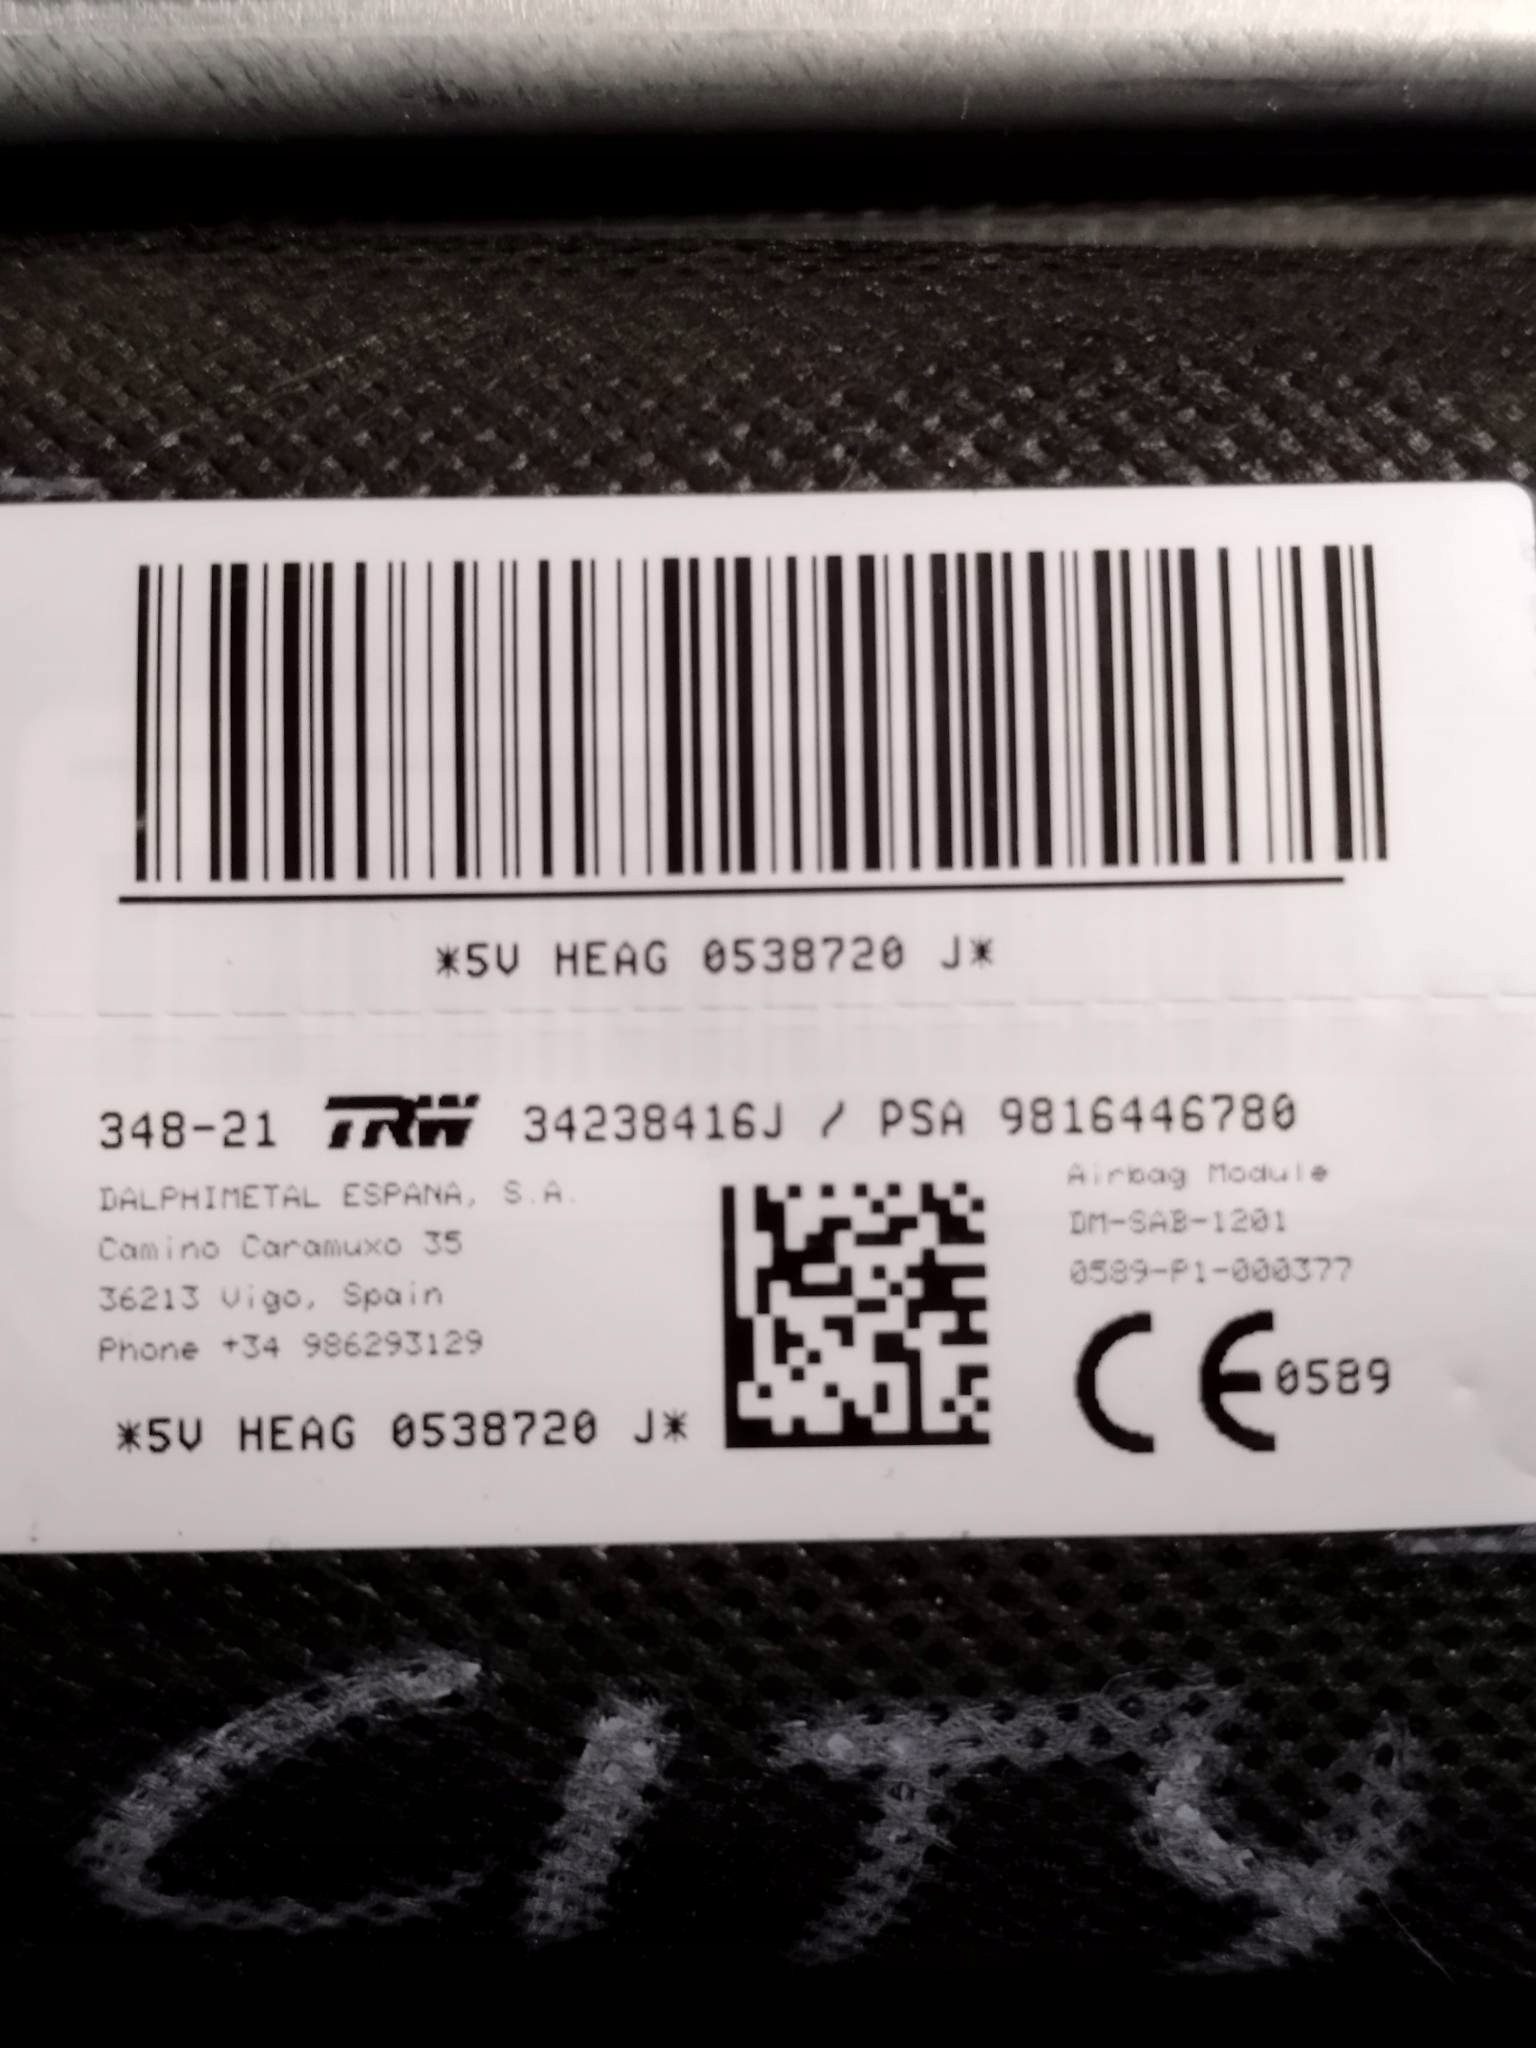 *5V HEAG 0538720 J*
348-21 TRW 34238416J / PSA 9816446780
DALPHIMETAL ESPANA, S.A.
Camino Caramuxo 35
36213 Vigo, Spain
Phone +34 986293129
*5V HEAG 0538720 J*
Airbag Module
DM-SAB-1201
0589-P1-000377
CE 0589
CITY